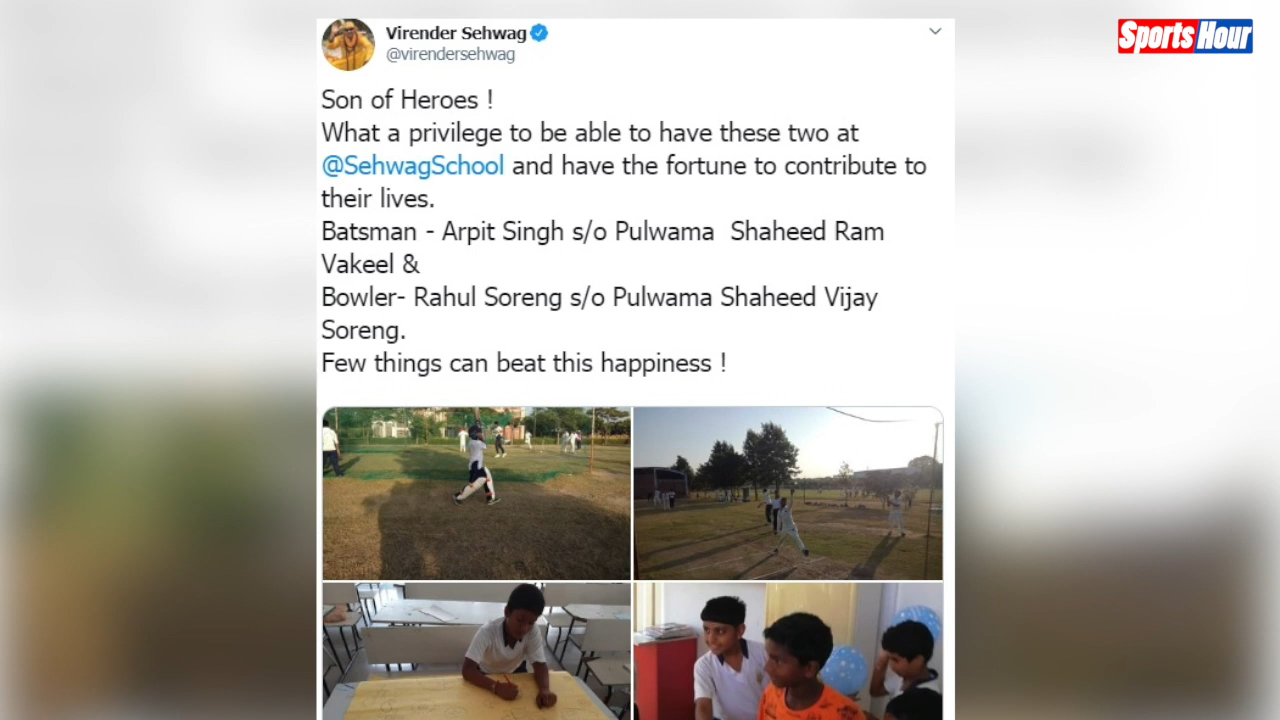 Virender Sehwag
@virendersehwag
Sports Hour
Son of Heroes !
What a privilege to be able to have these two at
@SehwagSchool and have the fortune to contribute to
their lives.
Batsman - Arpit Singh s/o Pulwama Shaheed Ram
Vakeel &
Bowler- Rahul Soreng s/o Pulwama Shaheed Vijay
Soreng.
Few things can beat this happiness !